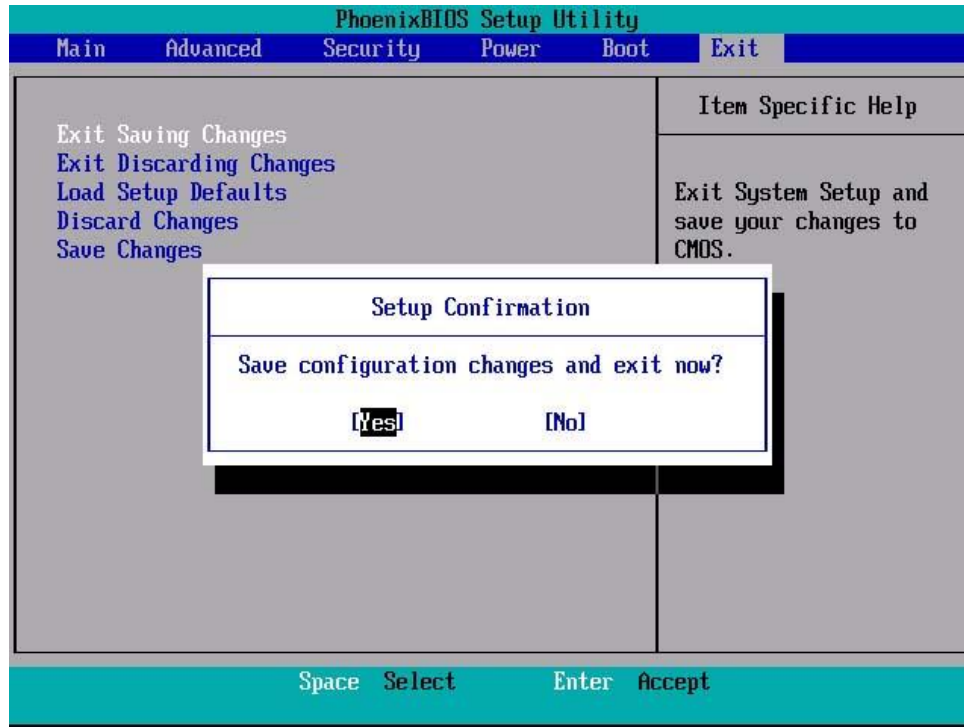 PhoenixBIOS Setup Utility
Main Advanced Security Power Boot Exit
Exit Saving Changes
Exit Discarding Changes
Load Setup Defaults
Discard Changes
Save Changes
Item Specific Help
Exit System Setup and
save your changes to
CMOS.
Setup Confirmation
Save configuration changes and exit now?
[Yes] [No]
Space Select Enter Accept